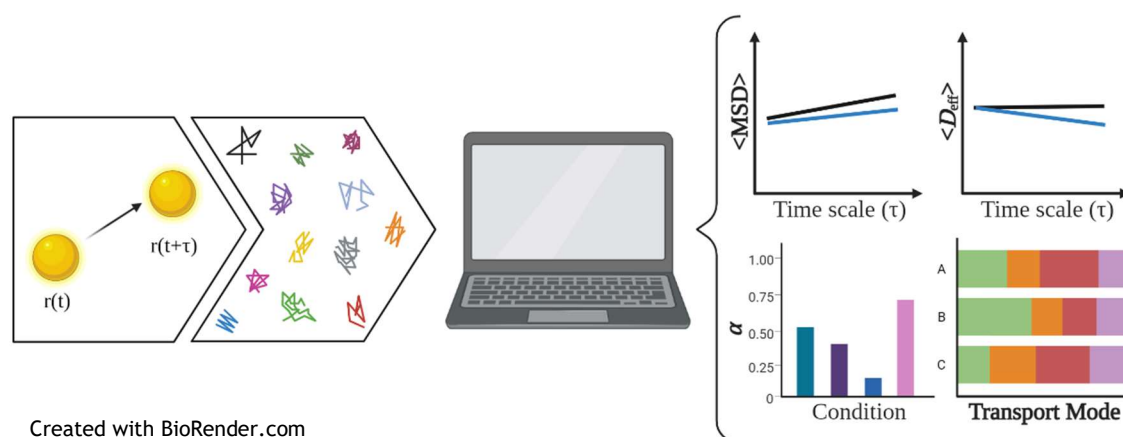 r(t)
r(t+τ)
<MSD>
Time scale (τ)
<Deff>
Time scale (τ)
1.00
0.75
0.50
0.25
0
α
Condition
A
B
C
Transport Mode
Created with BioRender.com